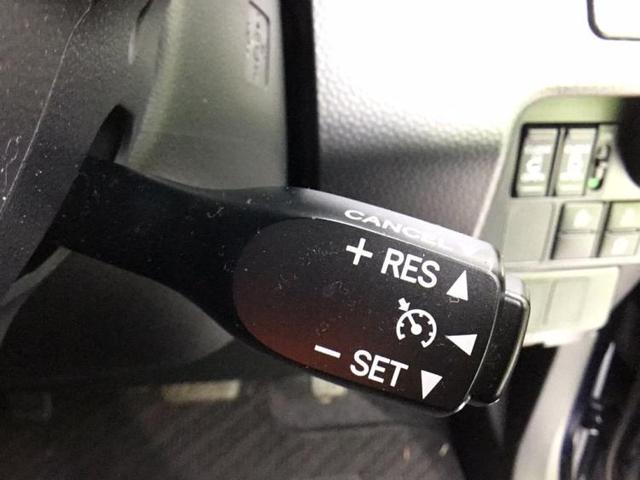 CANCEL
+ RES ▲
◀
− SET ▼